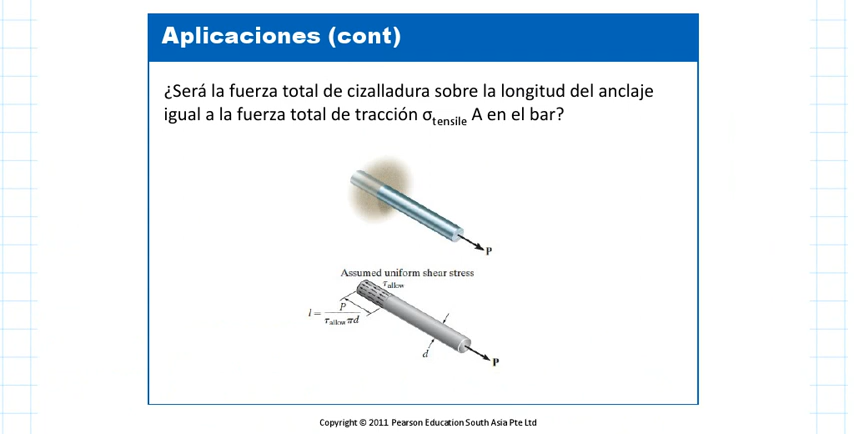 Aplicaciones (cont)
¿Será la fuerza total de cizalladura sobre la longitud del anclaje
igual a la fuerza total de tracción σtensile A en el bar?
P
Assumed uniform shear stress
τallow
l = P / τallow πd
d
P
Copyright © 2011 Pearson Education South Asia Pte Ltd